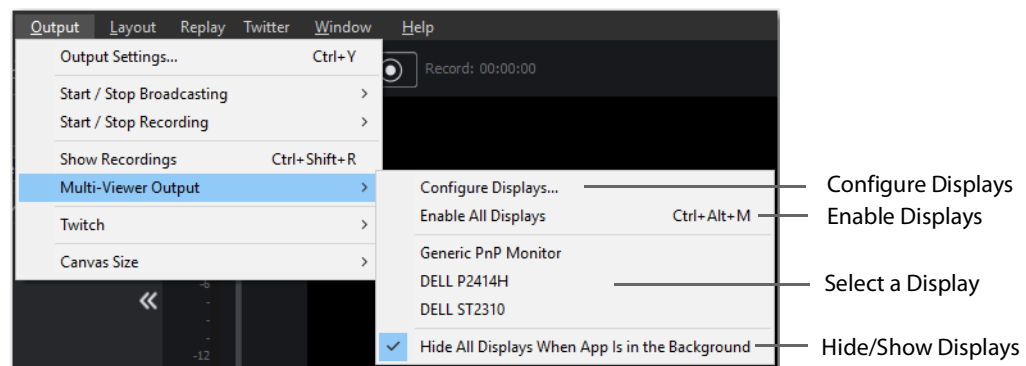 Output Layout Replay Twitter Window Help
Output Settings... Ctrl+Y
Record: 00:00:00
Start / Stop Broadcasting
Start / Stop Recording
Show Recordings Ctrl+Shift+R
Multi-Viewer Output
Configure Displays... Configure Displays
Enable All Displays Ctrl+Alt+M Enable Displays
Twitch
Generic PnP Monitor
Canvas Size
DELL P2414H Select a Display
-6
DELL ST2310
Hide All Displays When App Is in the Background Hide/Show Displays
-12